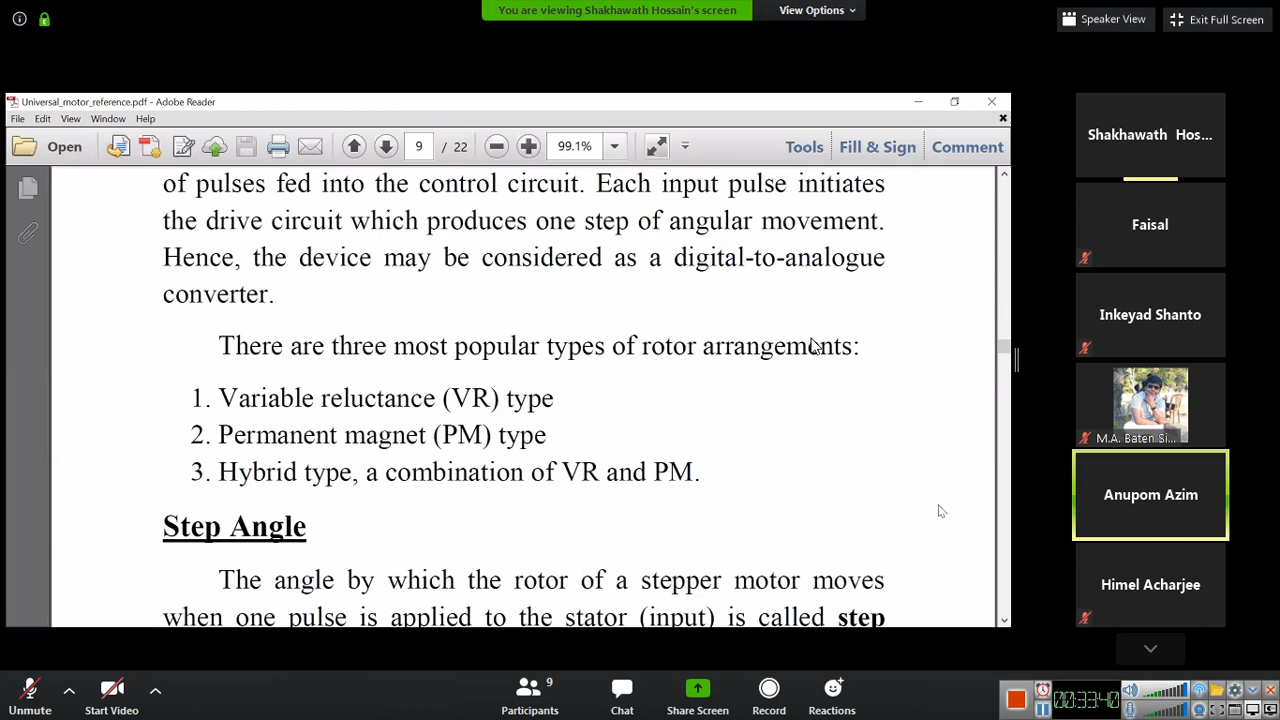 You are viewing Shakhawath Hossain's screen
View Options
Speaker View
Exit Full Screen
Universal_motor_reference.pdf - Adobe Reader
File Edit View Window Help
Open
9 / 22
99.1%
Tools
Fill & Sign
Comment
of pulses fed into the control circuit. Each input pulse initiates
the drive circuit which produces one step of angular movement.
Hence, the device may be considered as a digital-to-analogue
converter.
There are three most popular types of rotor arrangements:
1. Variable reluctance (VR) type
2. Permanent magnet (PM) type
3. Hybrid type, a combination of VR and PM.
Step Angle
The angle by which the rotor of a stepper motor moves
when one pulse is applied to the stator (input) is called step
Shakhawath Hos...
Faisal
Inkeyad Shanto
M.A. Baten Si...
Anupom Azim
Himel Acharjee
Unmute
Start Video
Participants
9
Chat
Share Screen
Record
Reactions
00:33:40